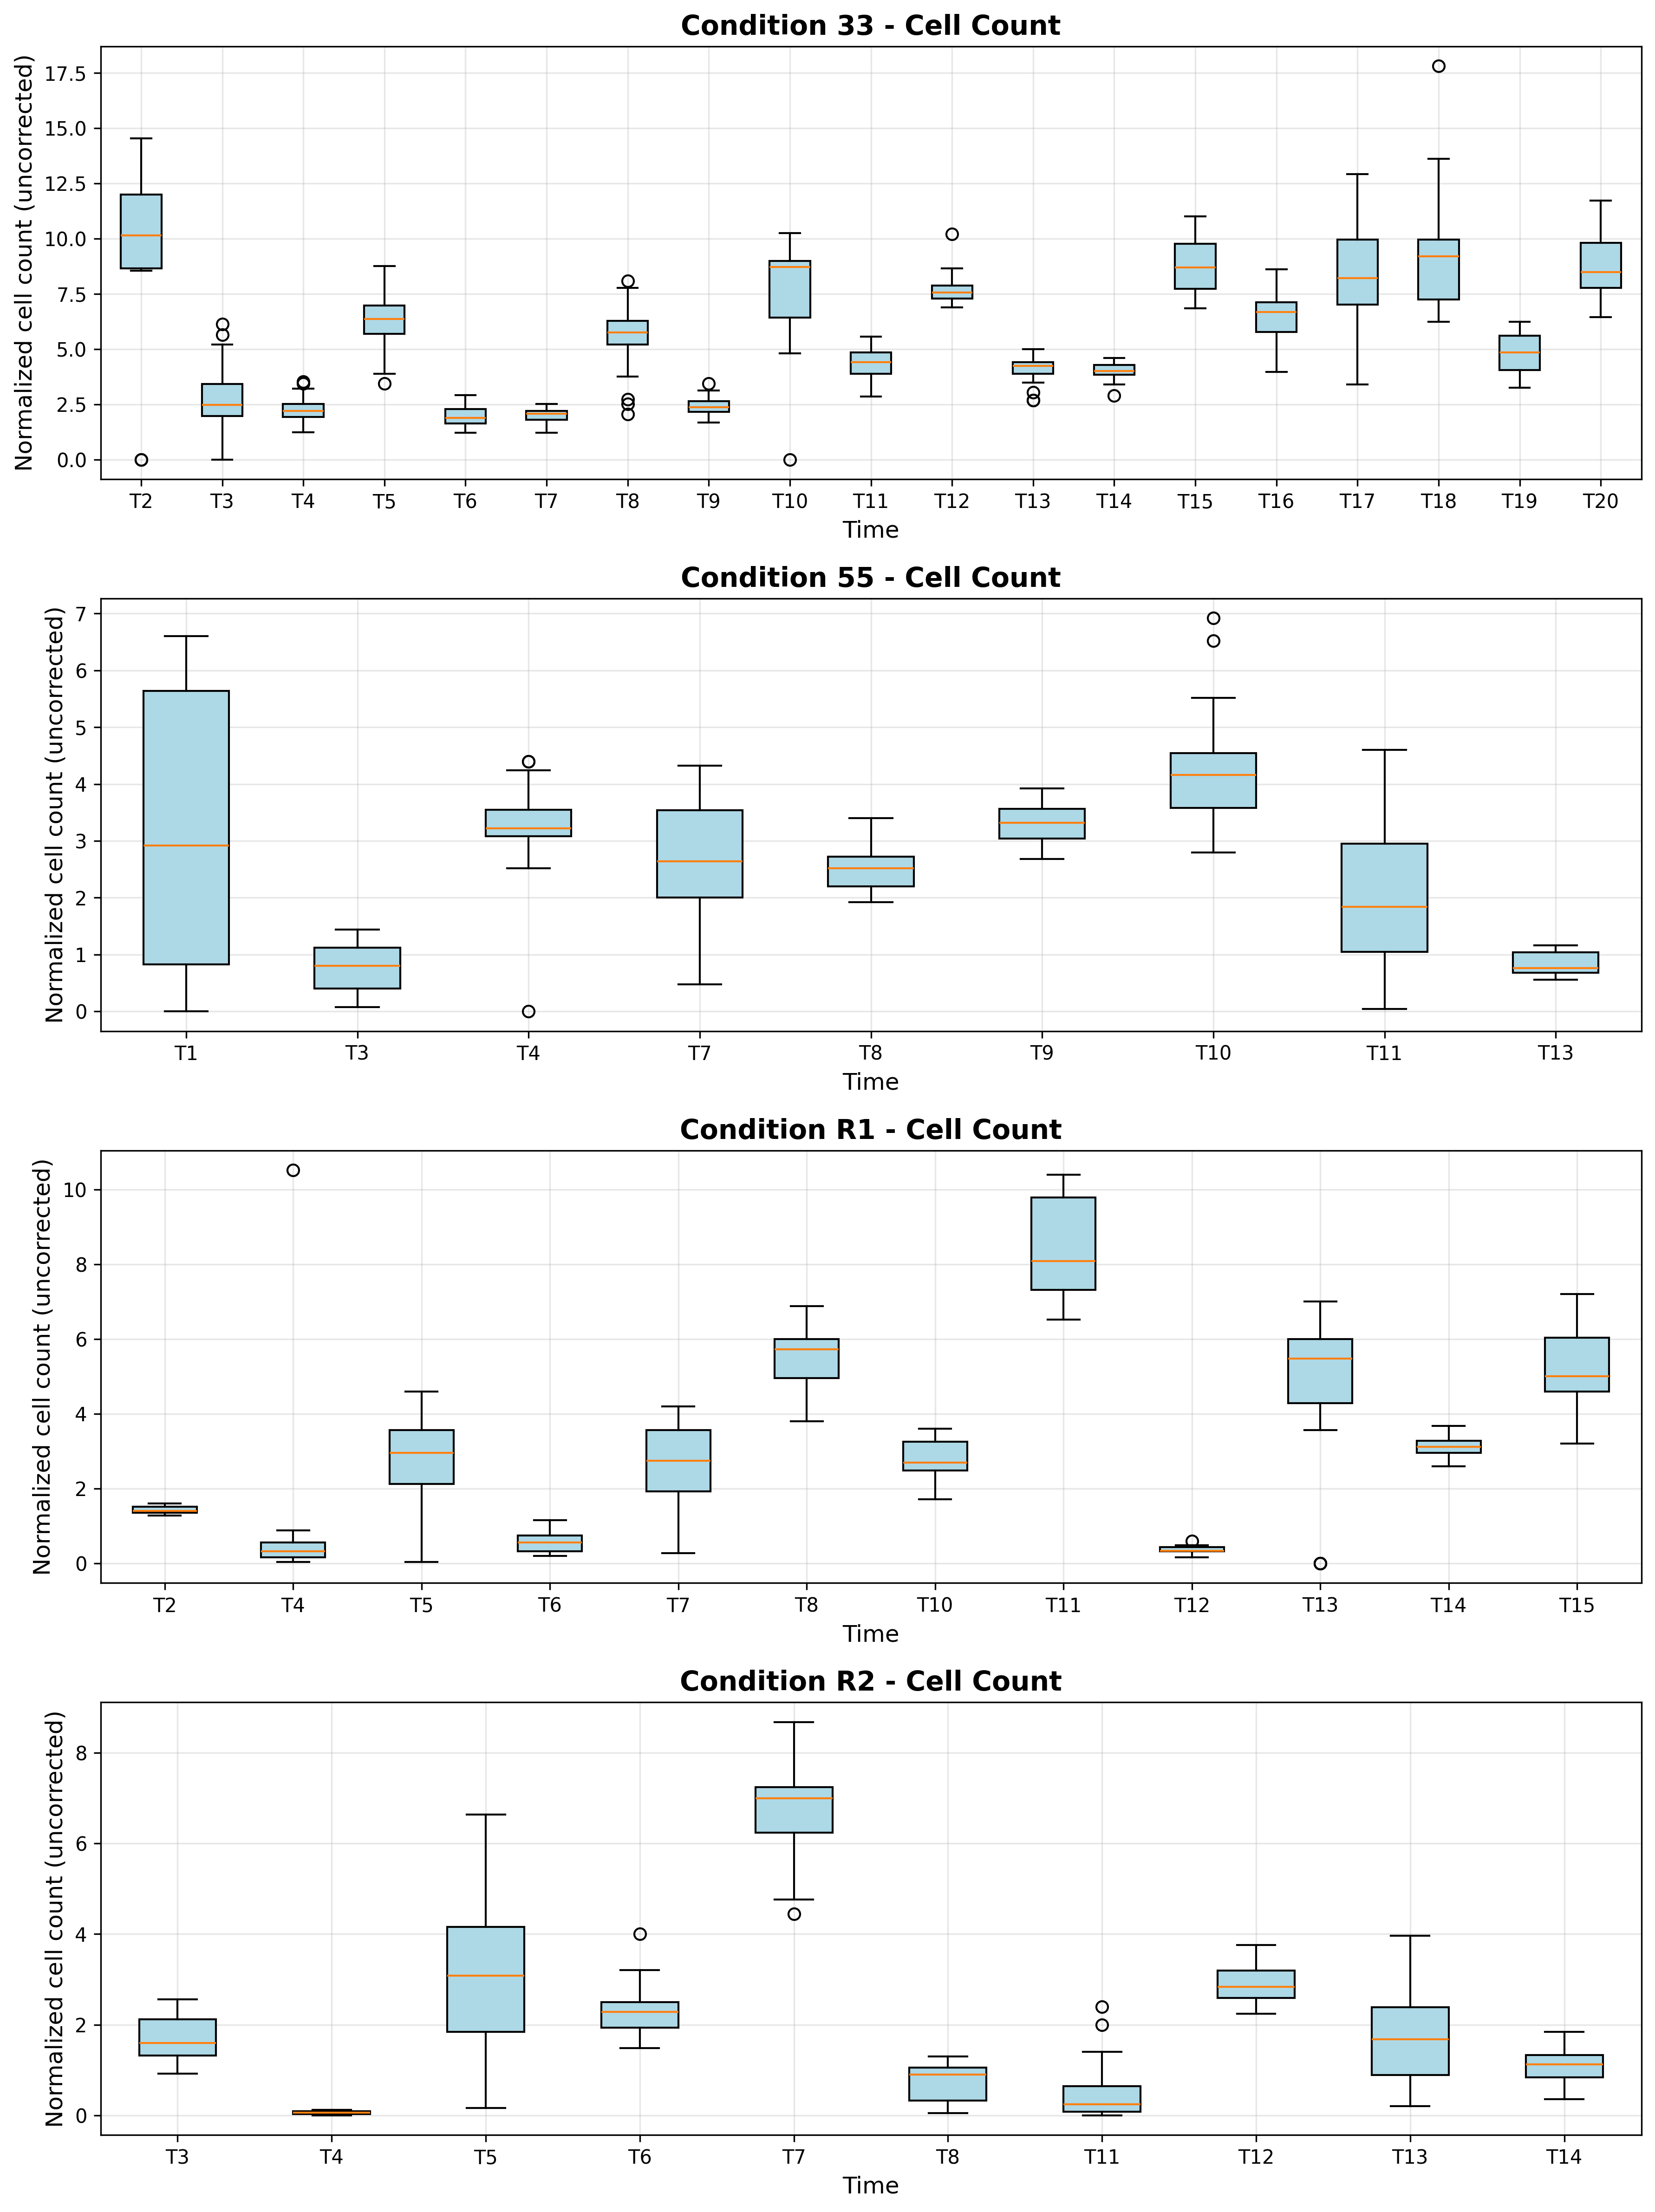 Condition 33 - Cell Count
Normalized cell count (uncorrected)
17.5
15.0
12.5
10.0
7.5
5.0
2.5
0.0
T2 T3 T4 T5 T6 T7 T8 T9 T10 T11 T12 T13 T14 T15 T16 T17 T18 T19 T20
Time
Condition 55 - Cell Count
Normalized cell count (uncorrected)
7
6
5
4
3
2
1
0
T1 T3 T4 T7 T8 T9 T10 T11 T13
Time
Condition R1 - Cell Count
Normalized cell count (uncorrected)
10
8
6
4
2
0
T2 T4 T5 T6 T7 T8 T10 T11 T12 T13 T14 T15
Time
Condition R2 - Cell Count
Normalized cell count (uncorrected)
8
6
4
2
0
T3 T4 T5 T6 T7 T8 T11 T12 T13 T14
Time